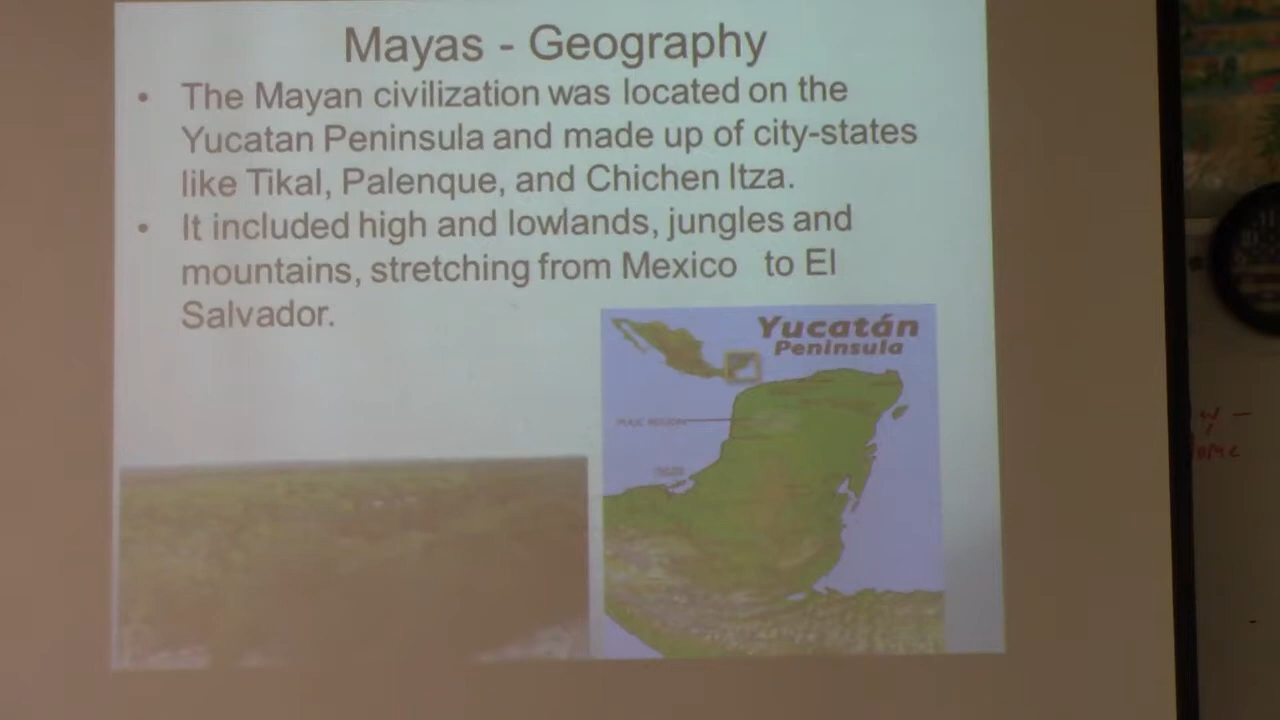 Mayas - Geography
• The Mayan civilization was located on the
Yucatan Peninsula and made up of city-states
like Tikal, Palenque, and Chichen Itza.
• It included high and lowlands, jungles and
mountains, stretching from Mexico to El
Salvador.
Yucatán
Peninsula